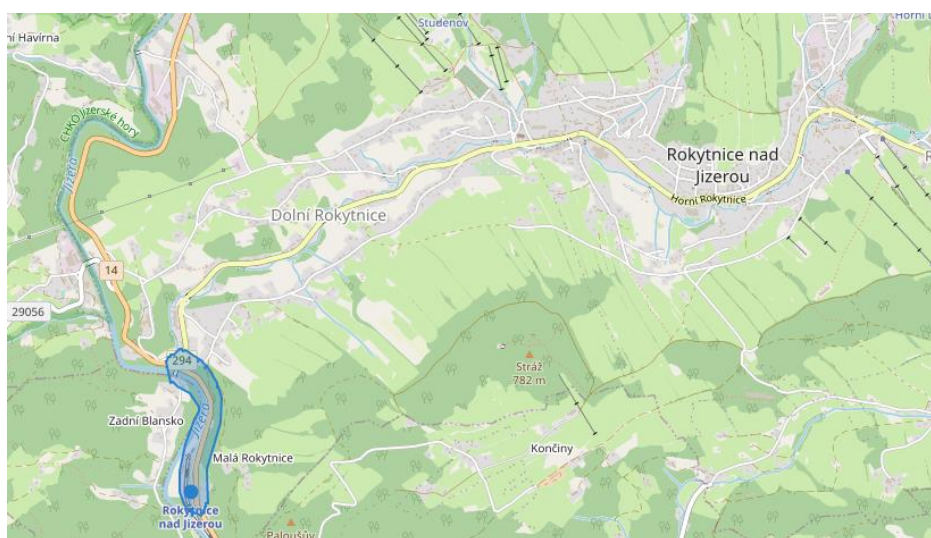 Studenov
Horní
ní Havírna
CHKO Jizerské hory
Jizera
Rokytnice nad
Jizerou
R
Horní Rokytnice
Dolní Rokytnice
14
29056
294
Stráž
782 m
Zadní Blansko
Jizera
Malá Rokytnice
Končiny
Rokytnice
nad Jizerou
Paloušův